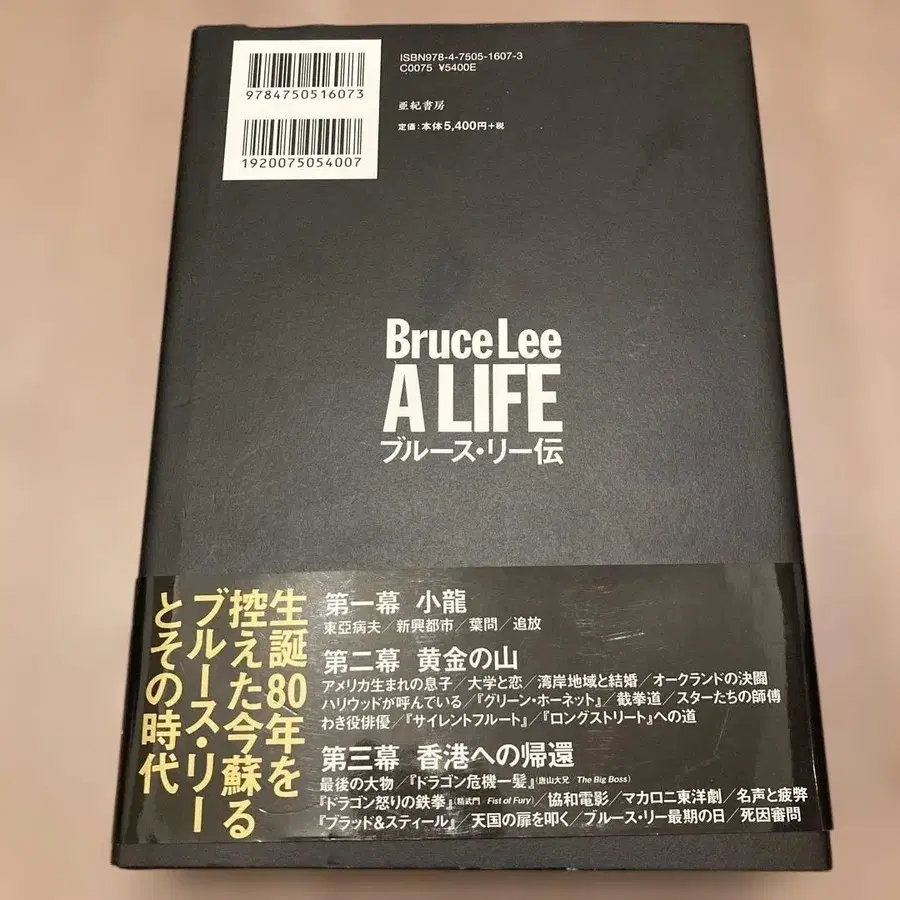 9784750516073
1920075054007
ISBN978-4-7505-1607-3
C0075 ¥5400E
亜紀書房
定価：本体5,400円+税
Bruce Lee
A LIFE
ブルース・リー伝
生誕80年を
控えた今蘇る
ブルース・リー
とその時代
第一幕 小龍
東亞病夫／新興都市／葉問／追放
第二幕 黄金の山
アメリカ生まれの息子／大学と恋／湾岸地域と結婚／オークランドの決闘
ハリウッドが呼んでいる／『グリーン・ホーネット』／截拳道／スターたちの師傅
わき役俳優／『サイレントフルート』／『ロングストリート』への道
第三幕 香港への帰還
最後の大物／『ドラゴン危機一髪』（唐山大兄 The Big Boss）
『ドラゴン怒りの鉄拳』（精武門 Fist of Fury）／協和電影／マカロニ東洋劇／名声と疲弊
『ブラッド&スティール』／天国の扉を叩く／ブルース・リー最期の日／死因審問